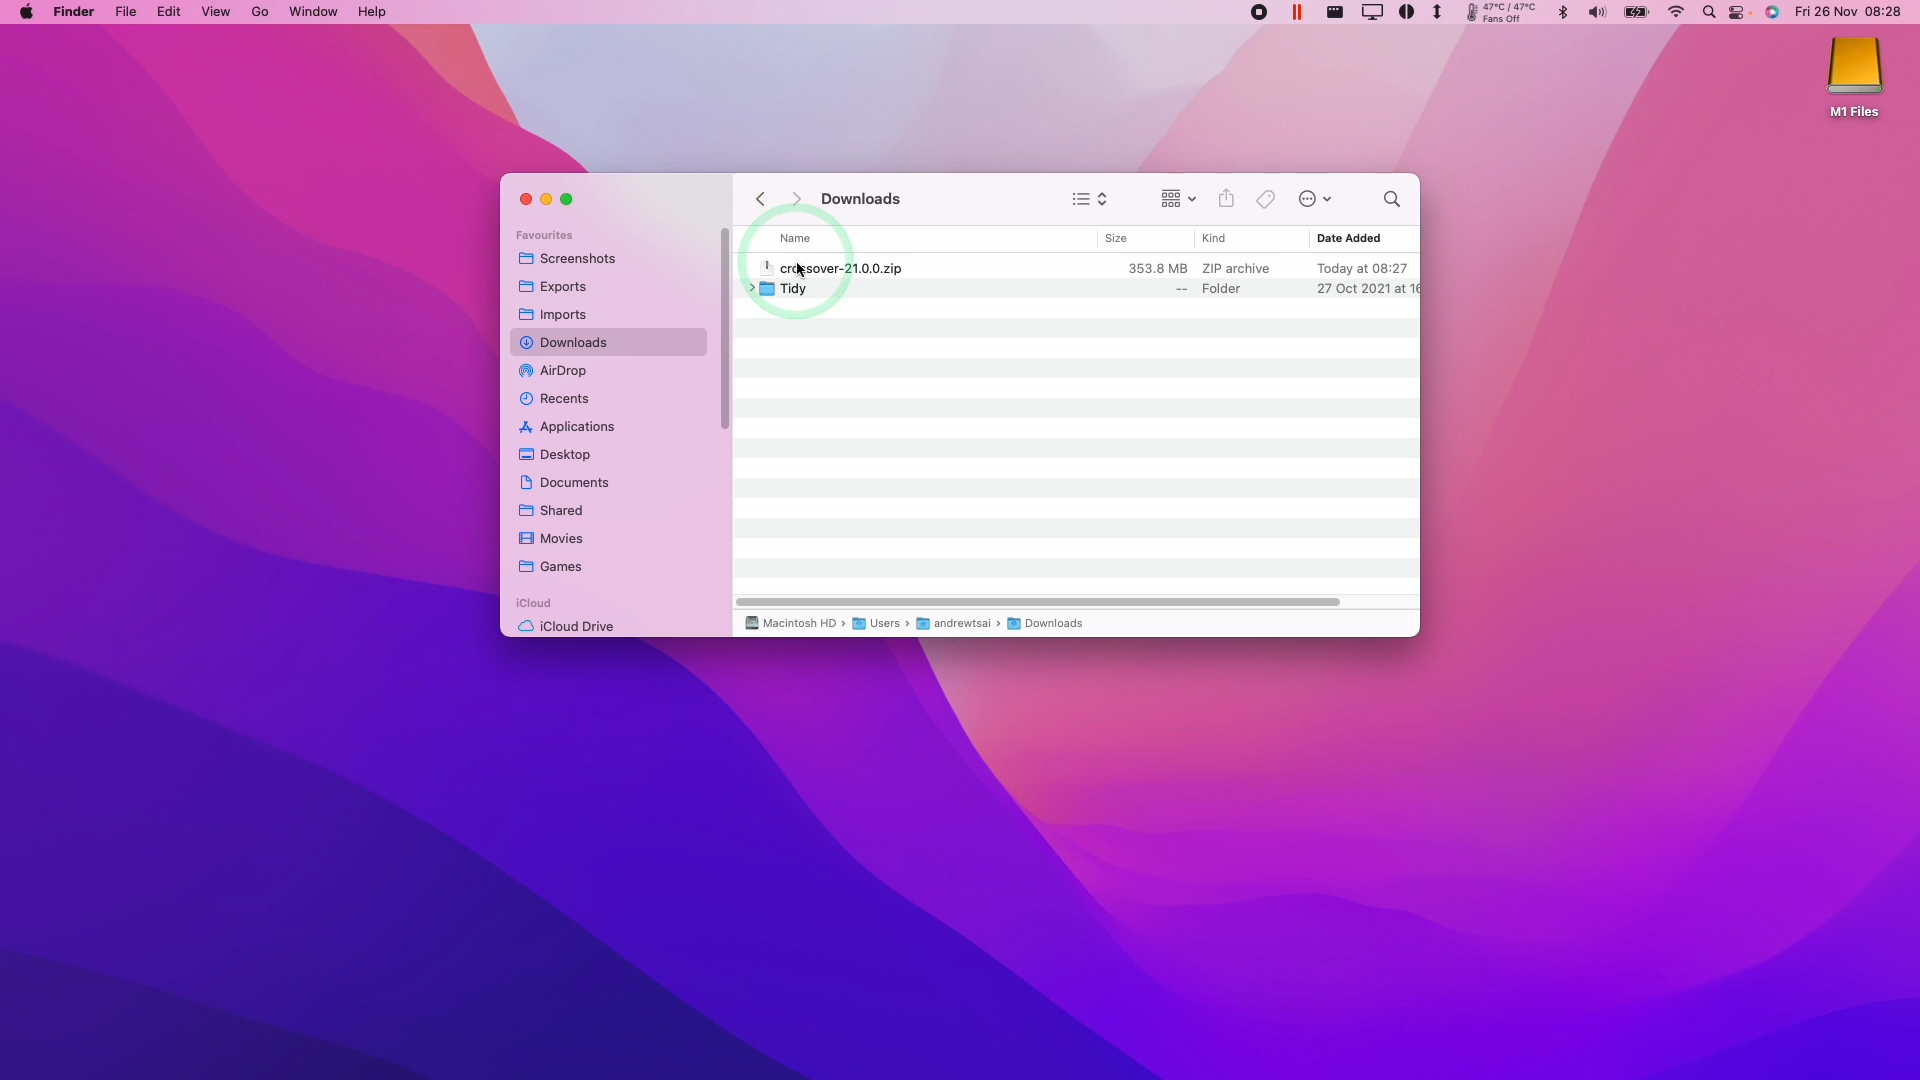 Finder File Edit View Go Window Help
47°C / 47°C
Fans Off
Fri 26 Nov 08:28
M1 Files
Downloads
Favourites
Screenshots
Exports
Imports
Downloads
AirDrop
Recents
Applications
Desktop
Documents
Shared
Movies
Games
iCloud
iCloud Drive
Name Size Kind Date Added
crossover-21.0.0.zip 353.8 MB ZIP archive Today at 08:27
Tidy -- Folder 27 Oct 2021 at 16
Macintosh HD › Users › andrewtsai › Downloads